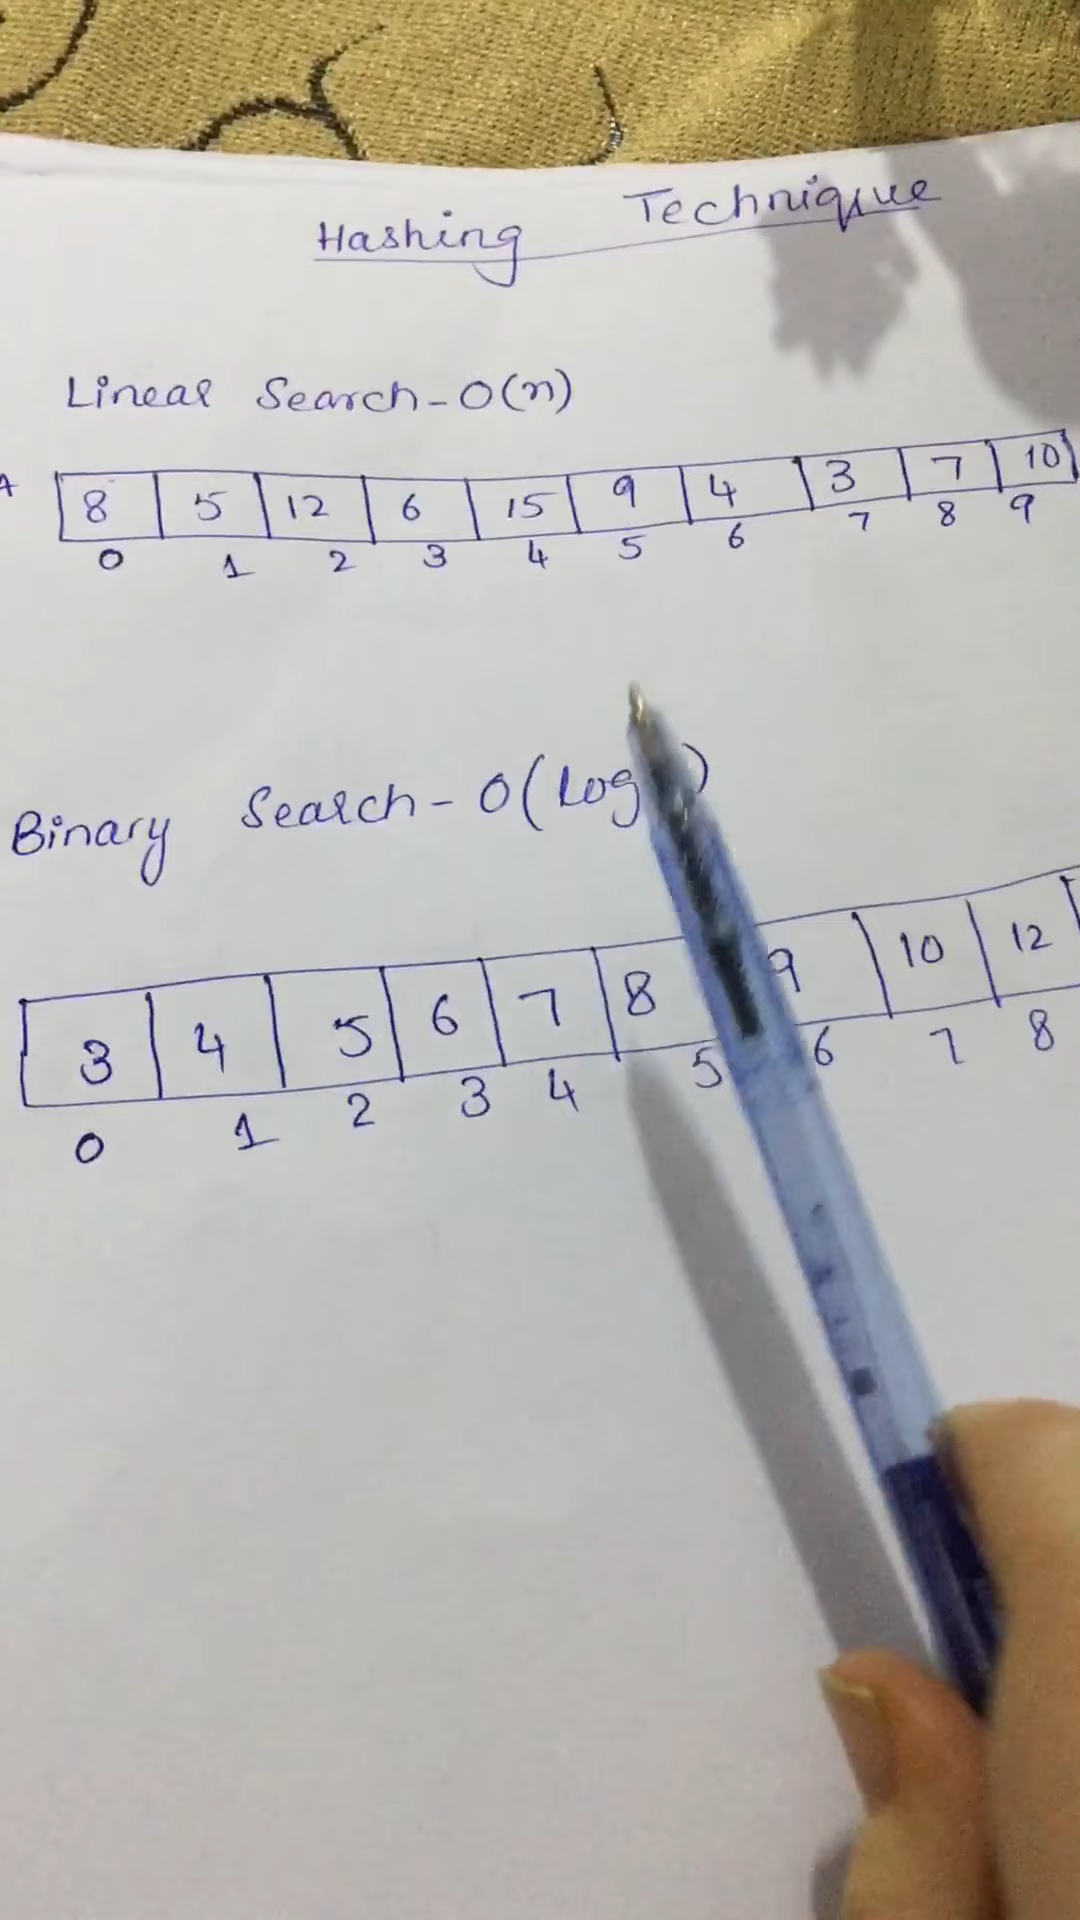 Hashing Technique
Linear Search - O(n)
A
8 5 12 6 15 9 4 3 7 10
0 1 2 3 4 5 6 7 8 9
Binary Search - O(Log )
3 4 5 6 7 8 9 10 12
0 1 2 3 4 5 6 7 8